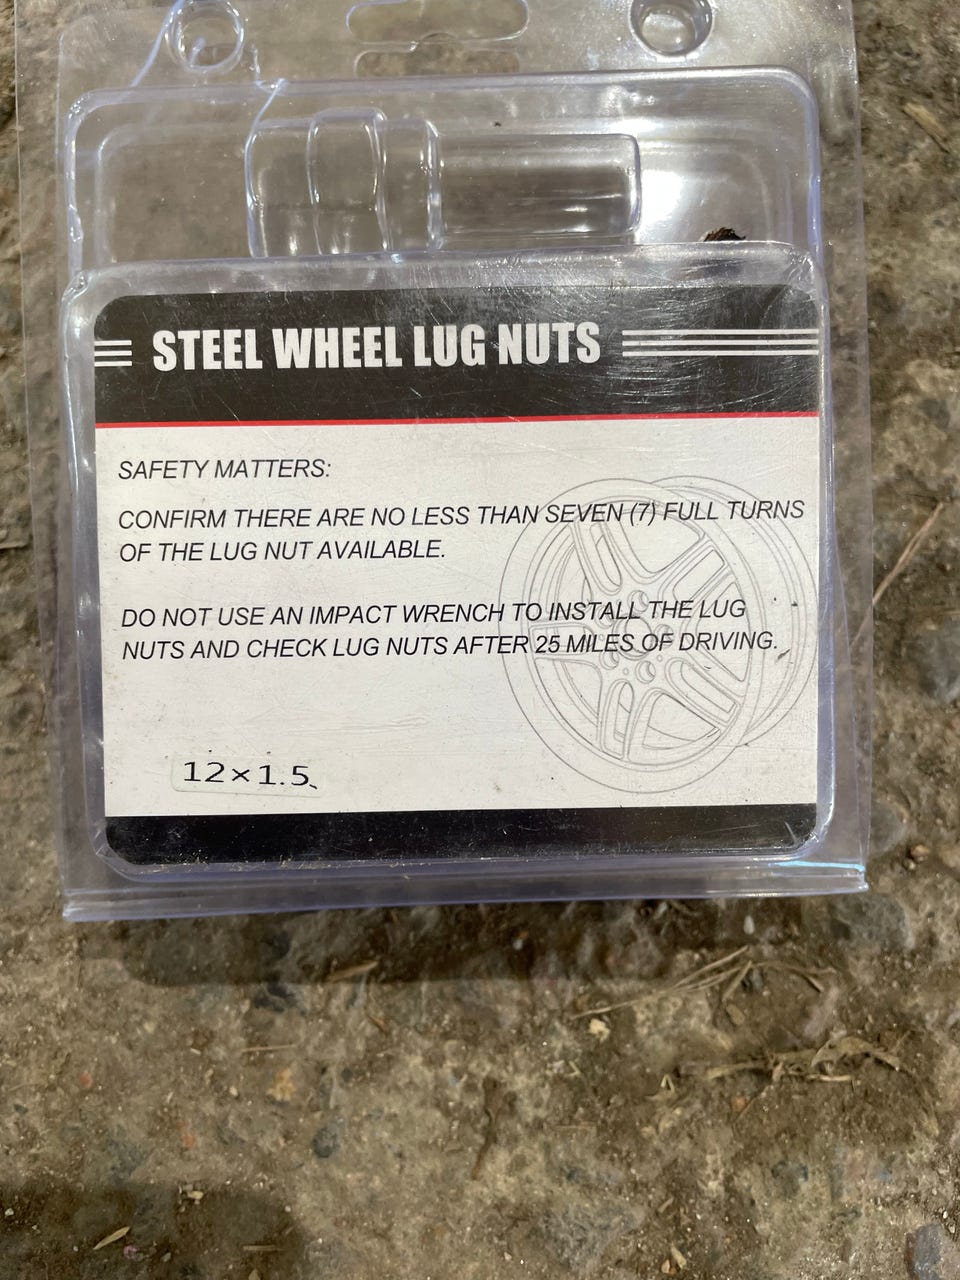 STEEL WHEEL LUG NUTS
SAFETY MATTERS:
CONFIRM THERE ARE NO LESS THAN SEVEN (7) FULL TURNS
OF THE LUG NUT AVAILABLE.
DO NOT USE AN IMPACT WRENCH TO INSTALL THE LUG
NUTS AND CHECK LUG NUTS AFTER 25 MILES OF DRIVING.
12×1.5